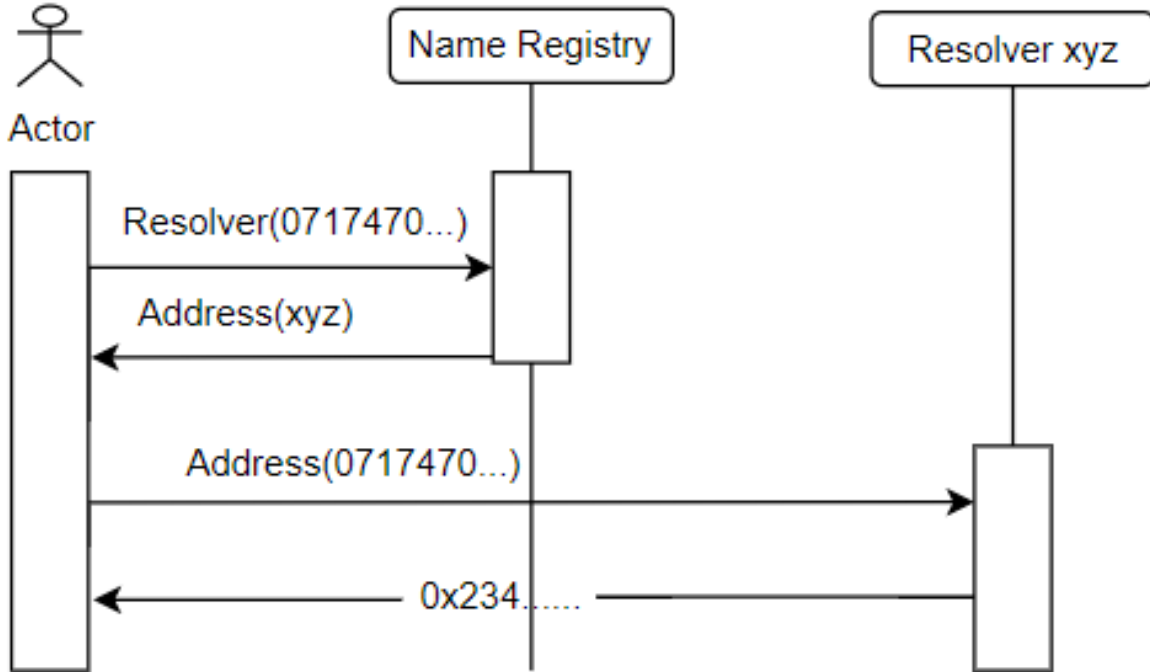 Name Registry
Resolver xyz
Actor
Resolver(0717470...)
Address(xyz)
Address(0717470...)
0x234......